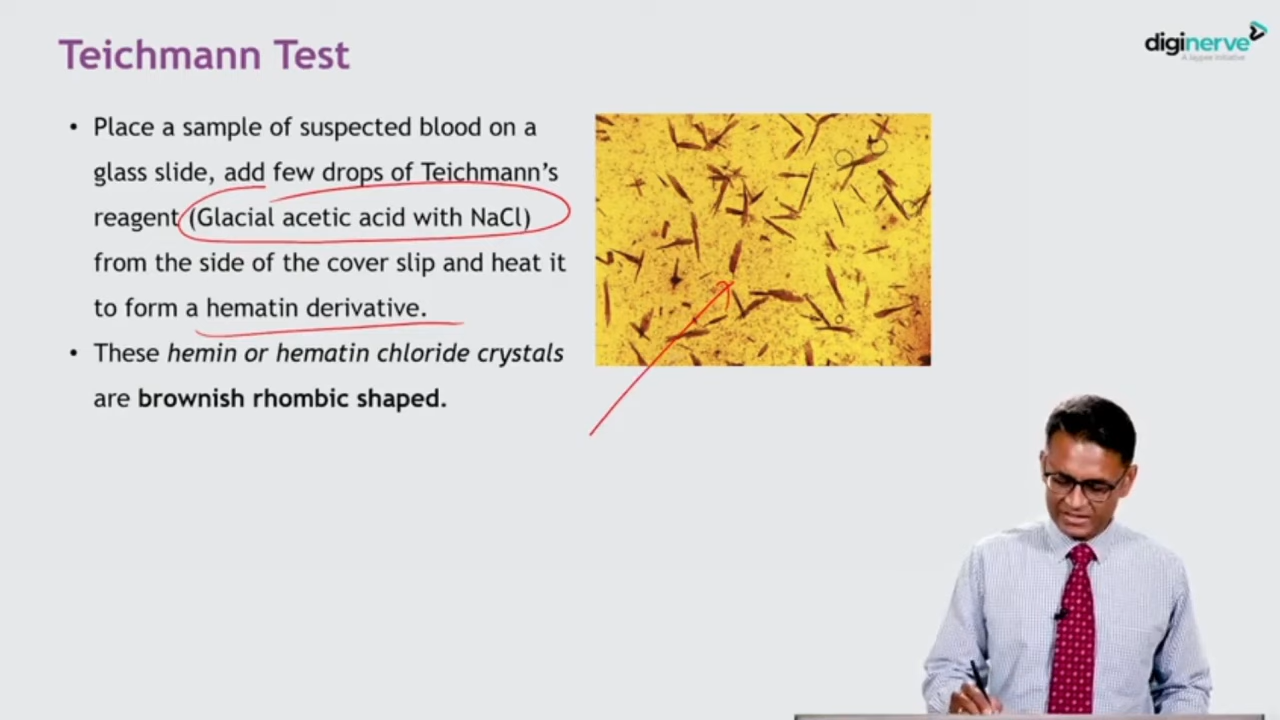 Teichmann Test
diginerve
A Jaypee Initiative
• Place a sample of suspected blood on a
glass slide, add few drops of Teichmann’s
reagent (Glacial acetic acid with NaCl)
from the side of the cover slip and heat it
to form a hematin derivative.
• These hemin or hematin chloride crystals
are brownish rhombic shaped.